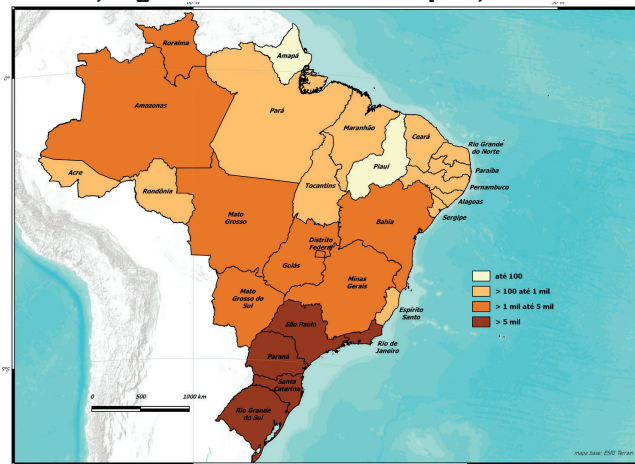 Roraima
Amapá
0°
Amazonas
Pará
Maranhão
Ceará
Rio Grande
do Norte
Paraíba
Piauí
Acre
Rondônia
Tocantins
Pernambuco
Alagoas
Sergipe
Mato
Grosso
Bahia
Distrito
Federal
Goiás
Minas
Gerais
Mato
Grosso do
Sul
Espírito
Santo
São Paulo
Rio de
Janeiro
Paraná
Santa
Catarina
Rio Grande
do Sul
até 100
> 100 até 1 mil
> 1 mil até 5 mil
> 5 mil
0 500 1000 km
mapa base: ESRI Terrain